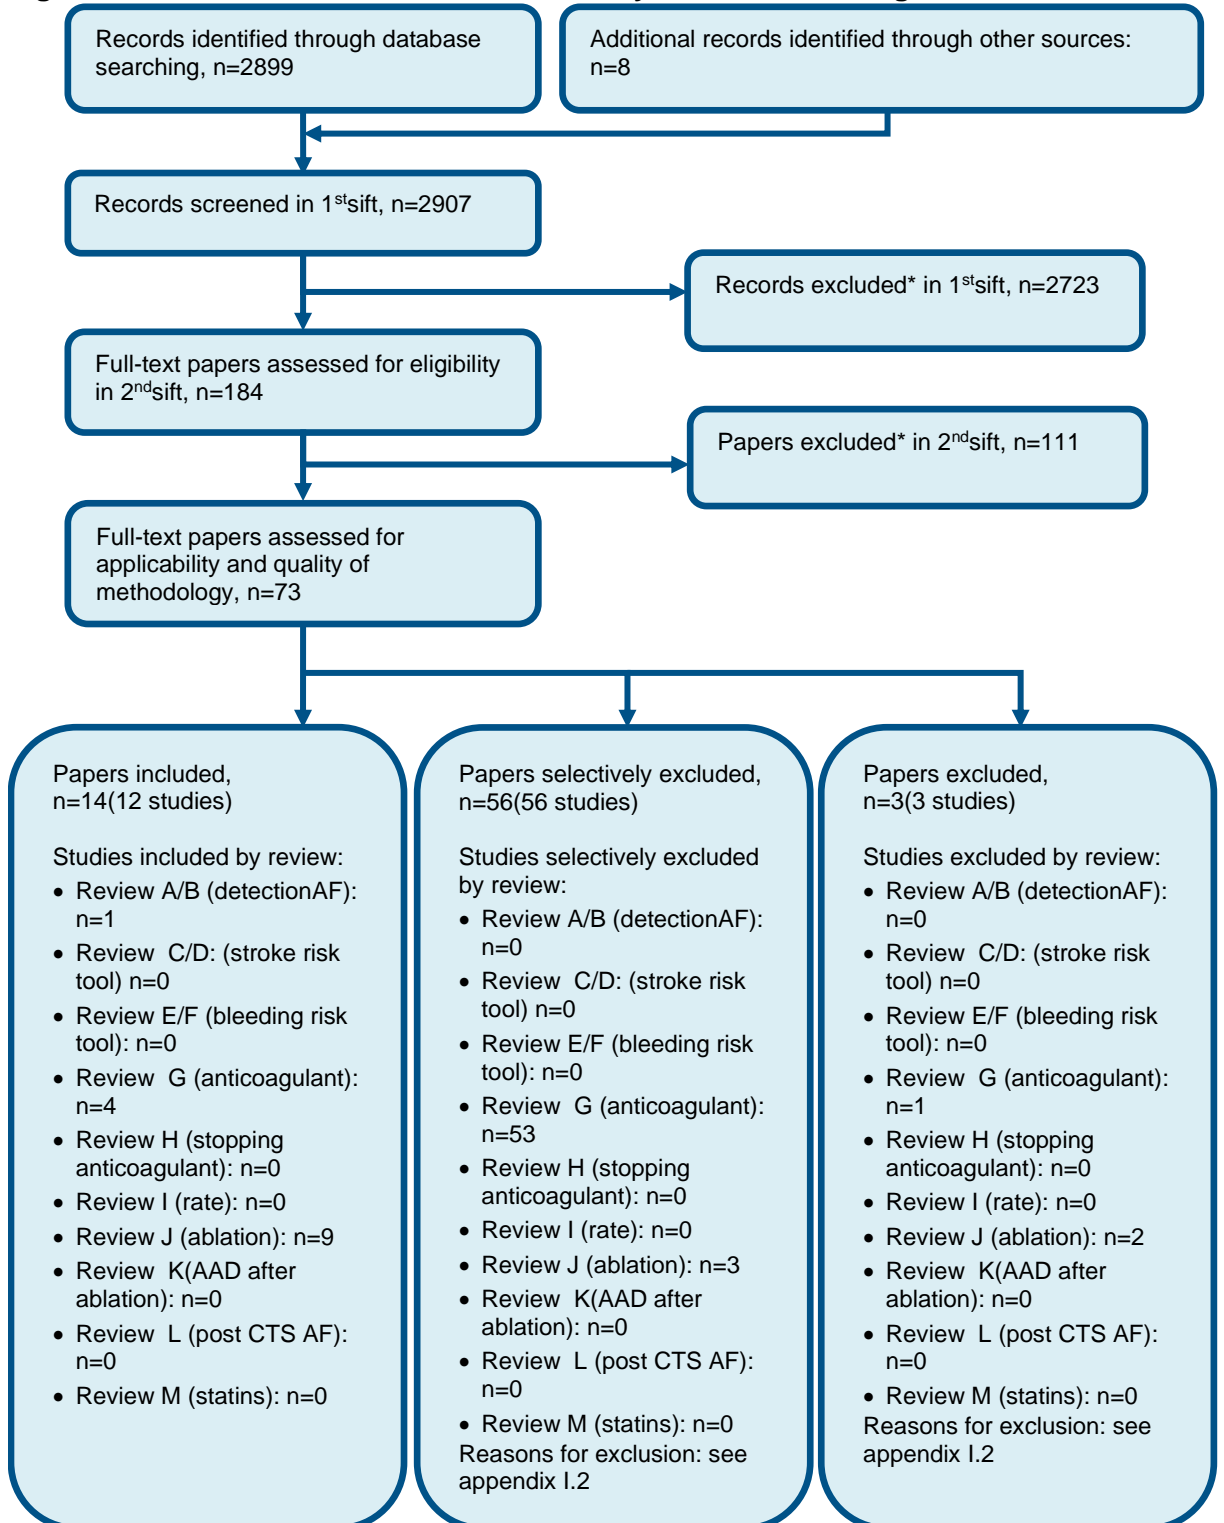 Records identified through database
searching, n=2899
Additional records identified through other sources:
n=8
Records screened in 1stsift, n=2907
Records excluded* in 1stsift, n=2723
Full-text papers assessed for eligibility
in 2ndsift, n=184
Papers excluded* in 2ndsift, n=111
Full-text papers assessed for
applicability and quality of
methodology, n=73
Papers included,
n=14(12 studies)
Studies included by review:
• Review A/B (detectionAF):
n=1
• Review C/D: (stroke risk
tool) n=0
• Review E/F (bleeding risk
tool): n=0
• Review G (anticoagulant):
n=4
• Review H (stopping
anticoagulant): n=0
• Review I (rate): n=0
• Review J (ablation): n=9
• Review K(AAD after
ablation): n=0
• Review L (post CTS AF):
n=0
• Review M (statins): n=0
Papers selectively excluded,
n=56(56 studies)
Studies selectively excluded
by review:
• Review A/B (detectionAF):
n=0
• Review C/D: (stroke risk
tool) n=0
• Review E/F (bleeding risk
tool): n=0
• Review G (anticoagulant):
n=53
• Review H (stopping
anticoagulant): n=0
• Review I (rate): n=0
• Review J (ablation): n=3
• Review K(AAD after
ablation): n=0
• Review L (post CTS AF):
n=0
• Review M (statins): n=0
Reasons for exclusion: see
appendix I.2
Papers excluded,
n=3(3 studies)
Studies excluded by review:
• Review A/B (detectionAF):
n=0
• Review C/D: (stroke risk
tool) n=0
• Review E/F (bleeding risk
tool): n=0
• Review G (anticoagulant):
n=1
• Review H (stopping
anticoagulant): n=0
• Review I (rate): n=0
• Review J (ablation): n=2
• Review K(AAD after
ablation): n=0
• Review L (post CTS AF):
n=0
• Review M (statins): n=0
Reasons for exclusion: see
appendix I.2